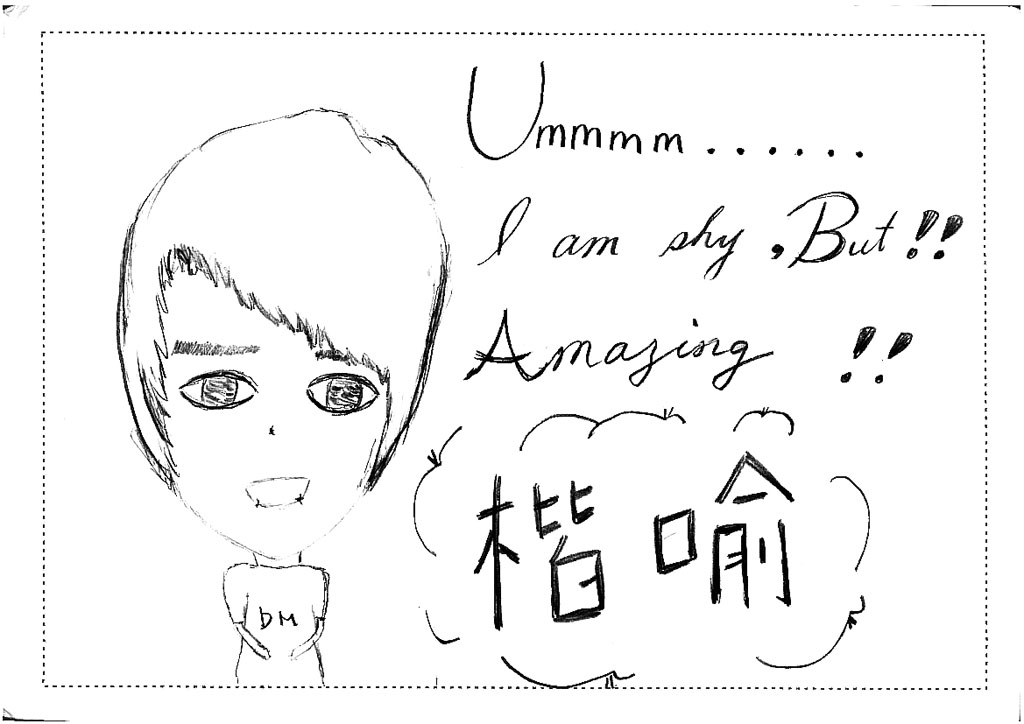 Ummmm......
I am shy , But !!
Amazing !!
楷喻
DM